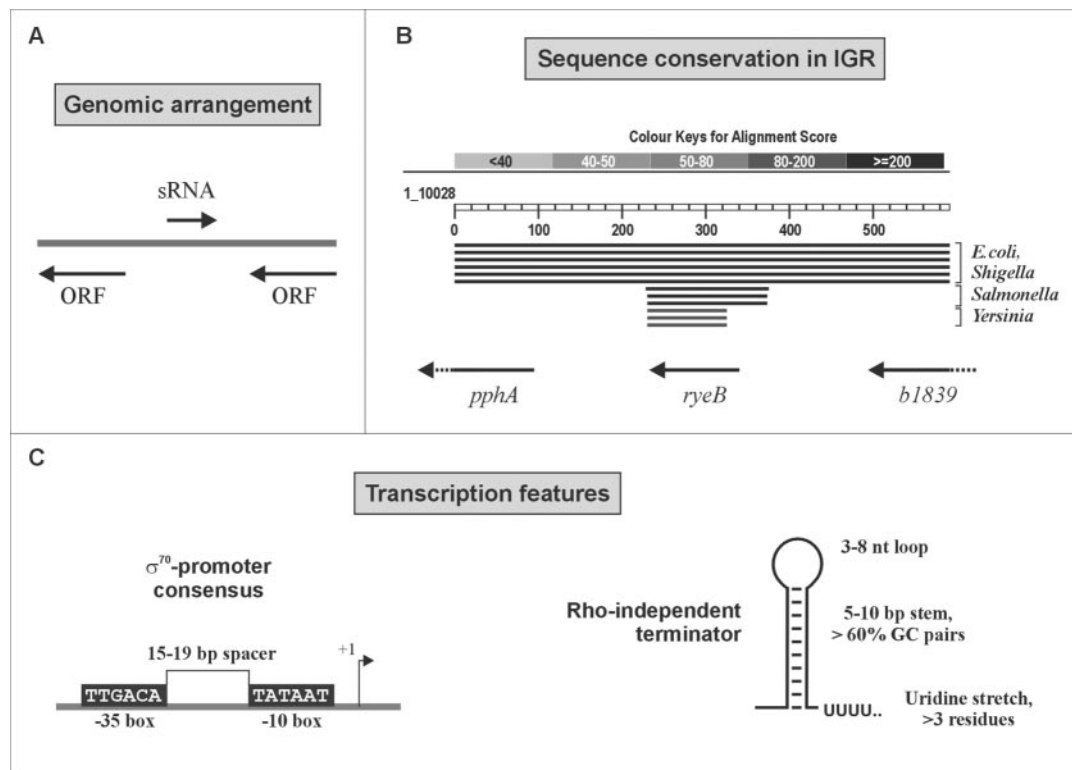 A
Genomic arrangement
sRNA
ORF ORF
B
Sequence conservation in IGR
Colour Keys for Alignment Score
<40 40-50 50-80 80-200 >=200
1_10028
0 100 200 300 400 500
E.coli,
Shigella
Salmonella
Yersinia
pphA ryeB b1839
C
Transcription features
σ70-promoter
consensus
15-19 bp spacer
+1
TTGACA TATAAT
-35 box -10 box
Rho-independent
terminator
3-8 nt loop
5-10 bp stem,
> 60% GC pairs
UUUU..
Uridine stretch,
>3 residues